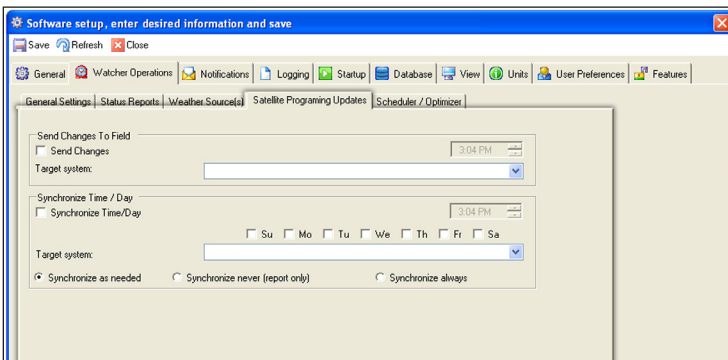 Software setup, enter desired information and save
Save Refresh Close
General Watcher Operations Notifications Logging Startup Database View Units User Preferences Features
General Settings Status Reports Weather Source(s) Satellite Programing Updates Scheduler / Optimizer
Send Changes To Field
Send Changes 3:04 PM
Target system:
Synchronize Time / Day
Synchronize Time/Day 3:04 PM
Su Mo Tu We Th Fr Sa
Target system:
Synchronize as needed Synchronize never (report only) Synchronize always